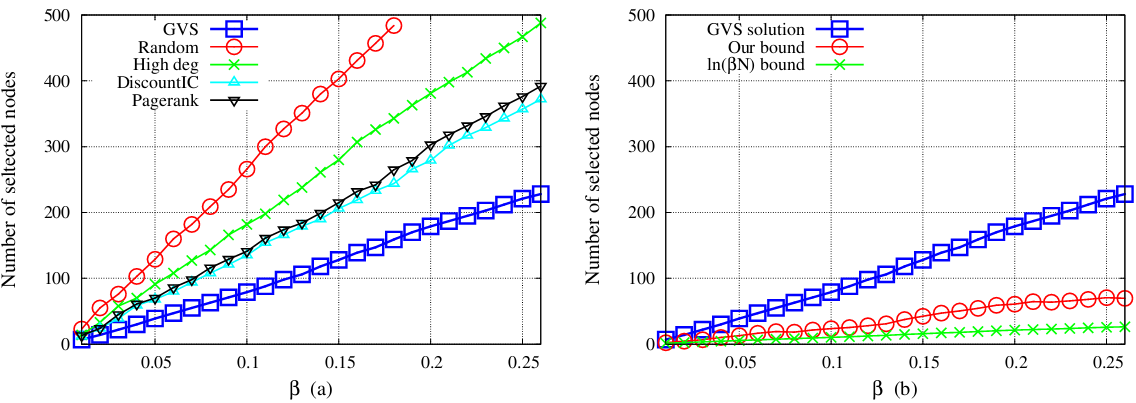 Number of seltected nodes
500
400
300
200
100
0
GVS
Random
High deg
DiscountIC
Pagerank
0.05
0.1
0.15
0.2
0.25
β (a)
Number of selected nodes
500
400
300
200
100
0
GVS solution
Our bound
ln(βN) bound
0.05
0.1
0.15
0.2
0.25
β (b)